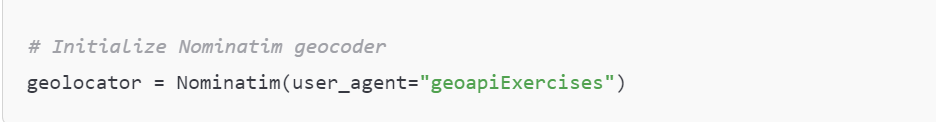 # Initialize Nominatim geocoder
geolocator = Nominatim(user_agent="geoapiExercises")